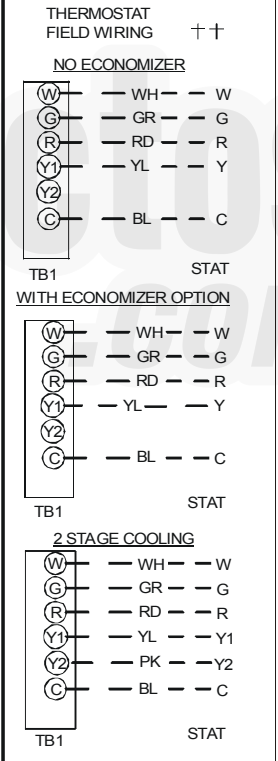 THERMOSTAT
FIELD WIRING ††
NO ECONOMIZER
W WH W
G GR G
R RD R
Y1 YL Y
Y2
C BL C
TB1 STAT
WITH ECONOMIZER OPTION
W WH W
G GR G
R RD R
Y1 YL Y
Y2
C BL C
TB1 STAT
2 STAGE COOLING
W WH W
G GR G
R RD R
Y1 YL Y1
Y2 PK Y2
C BL C
TB1 STAT